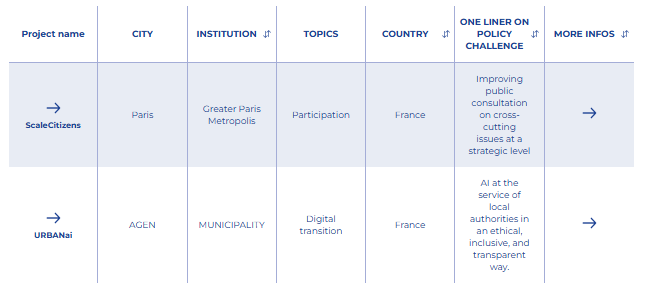 Project name
CITY
INSTITUTION
TOPICS
COUNTRY
ONE LINER ON
POLICY
CHALLENGE
MORE INFOS
ScaleCitizens
Paris
Greater Paris
Metropolis
Participation
France
Improving
public
consultation
on cross-
cutting
issues at a
strategic level
URBANai
AGEN
MUNICIPALITY
Digital
transition
France
AI at the
service of
local
authorities in
an ethical,
inclusive, and
transparent
way.